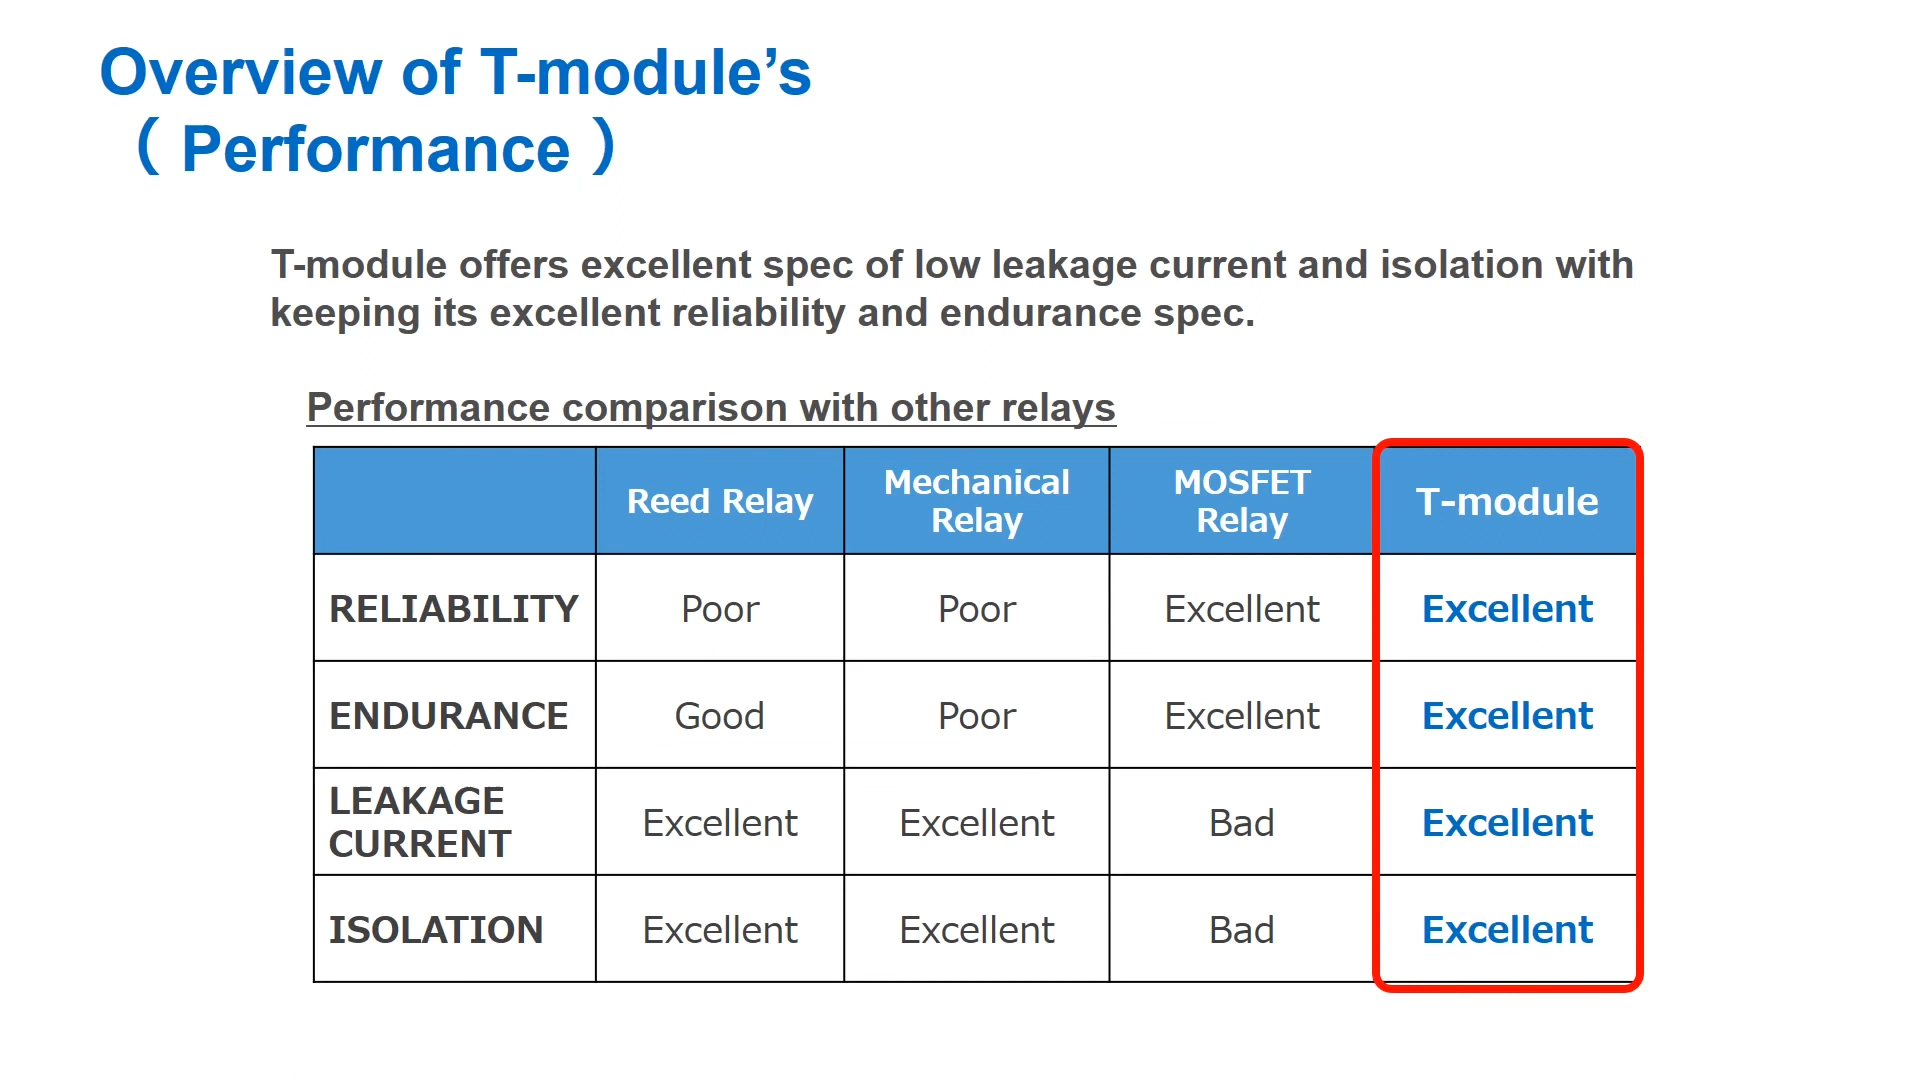 Overview of T-module’s
（ Performance ）
T-module offers excellent spec of low leakage current and isolation with
keeping its excellent reliability and endurance spec.
Performance comparison with other relays
Reed Relay
Mechanical
Relay
MOSFET
Relay
T-module
RELIABILITY
Poor
Poor
Excellent
Excellent
ENDURANCE
Good
Poor
Excellent
Excellent
LEAKAGE
CURRENT
Excellent
Excellent
Bad
Excellent
ISOLATION
Excellent
Excellent
Bad
Excellent